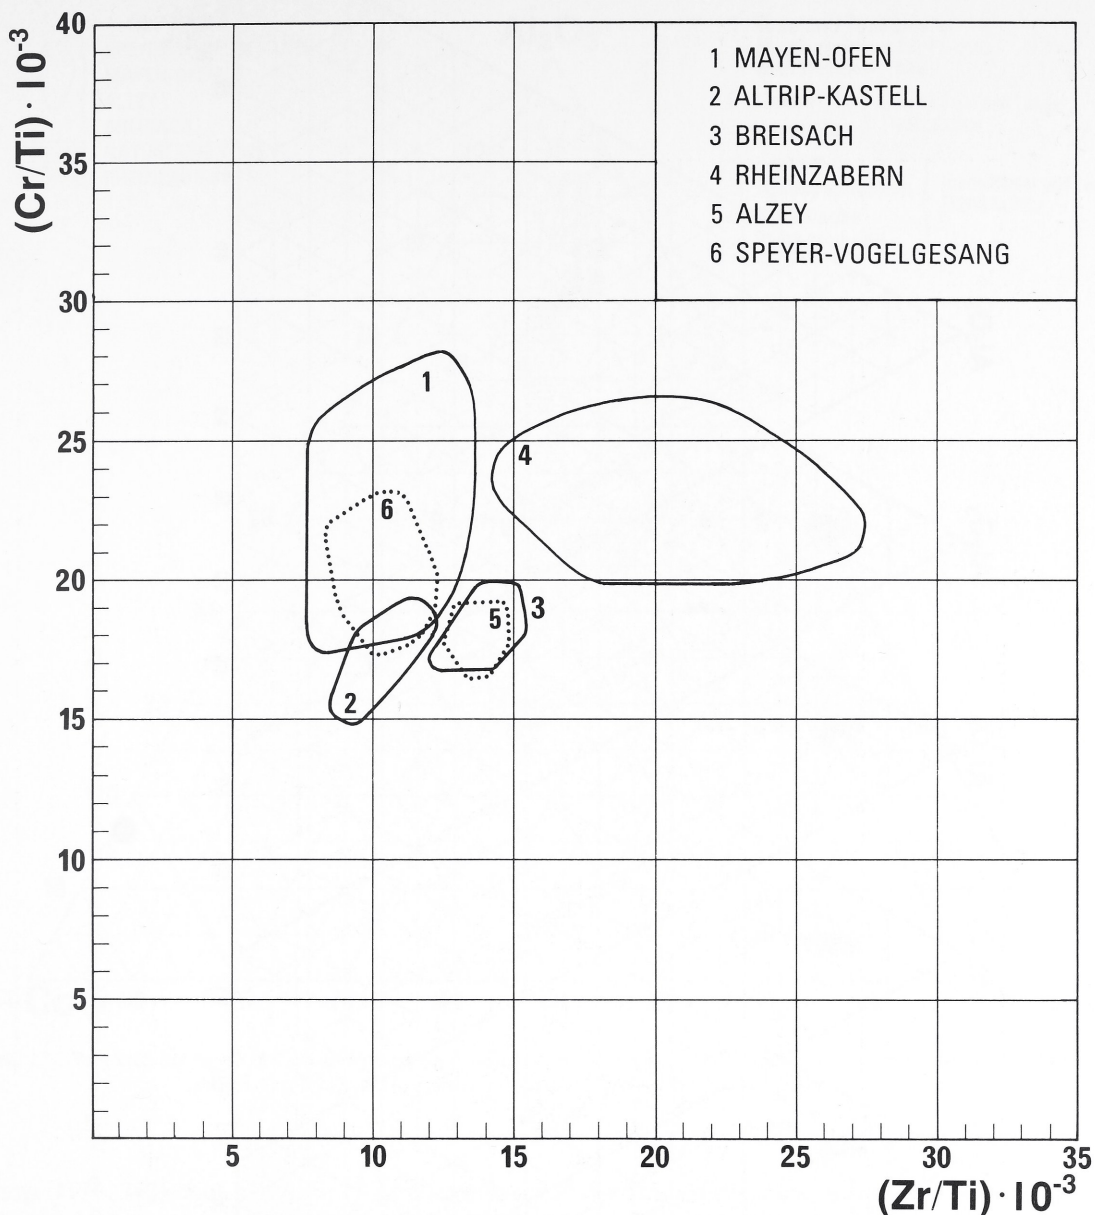 (Cr/Ti) · 10⁻³
40
35
30
25
20
15
10
5
1 MAYEN-OFEN
2 ALTRIP-KASTELL
3 BREISACH
4 RHEINZABERN
5 ALZEY
6 SPEYER-VOGELGESANG
1
4
6
3
5
2
5 10 15 20 25 30 35
(Zr/Ti) · 10⁻³